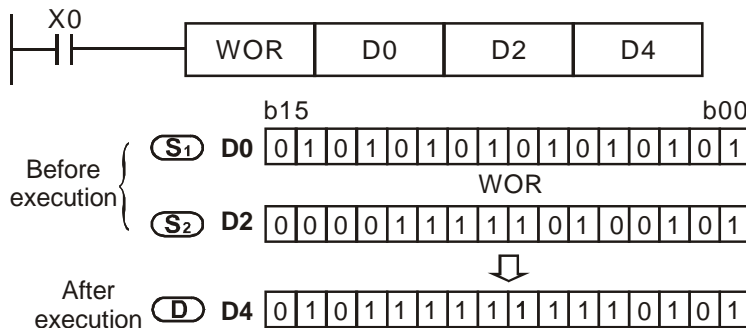 X0
WOR D0 D2 D4
b15 b00
S1 D0 0 1 0 1 0 1 0 1 0 1 0 1 0 1 0 1
Before
execution
WOR
S2 D2 0 0 0 0 1 1 1 1 1 0 1 0 0 1 0 1
After
execution
D D4 0 1 0 1 1 1 1 1 1 1 1 1 0 1 0 1